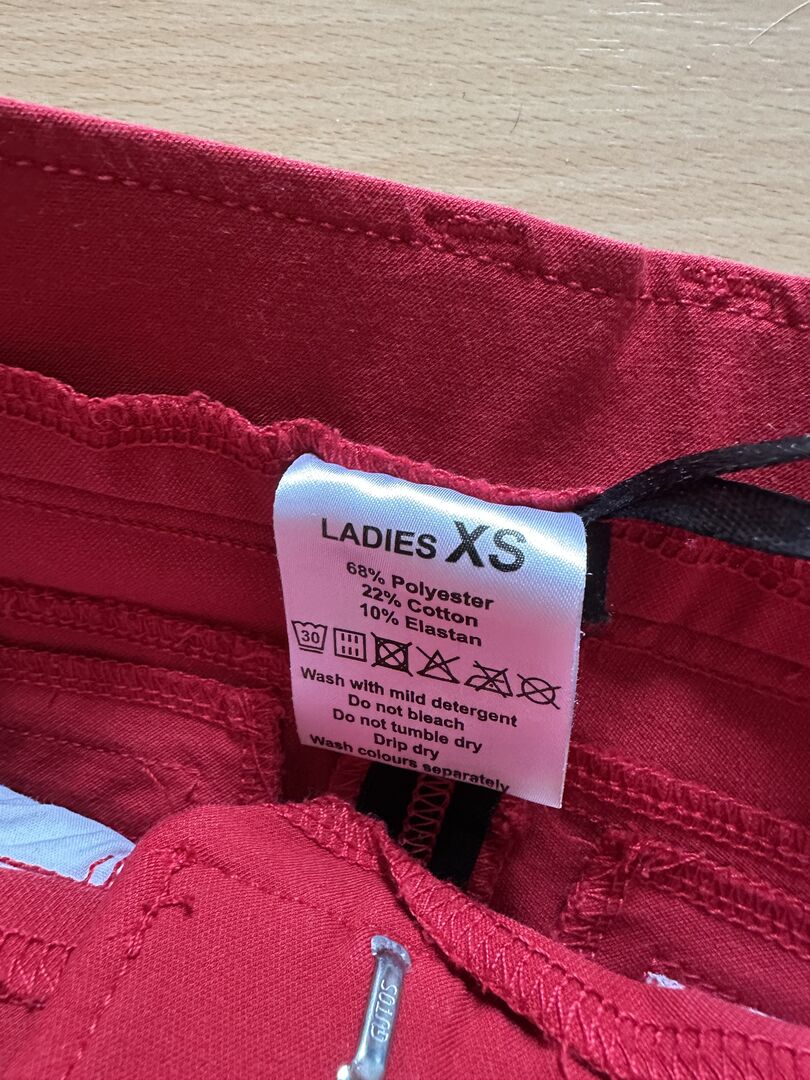 LADIES XS
68% Polyester
22% Cotton
10% Elastan
30
Wash with mild detergent
Do not bleach
Do not tumble dry
Drip dry
Wash colours separately